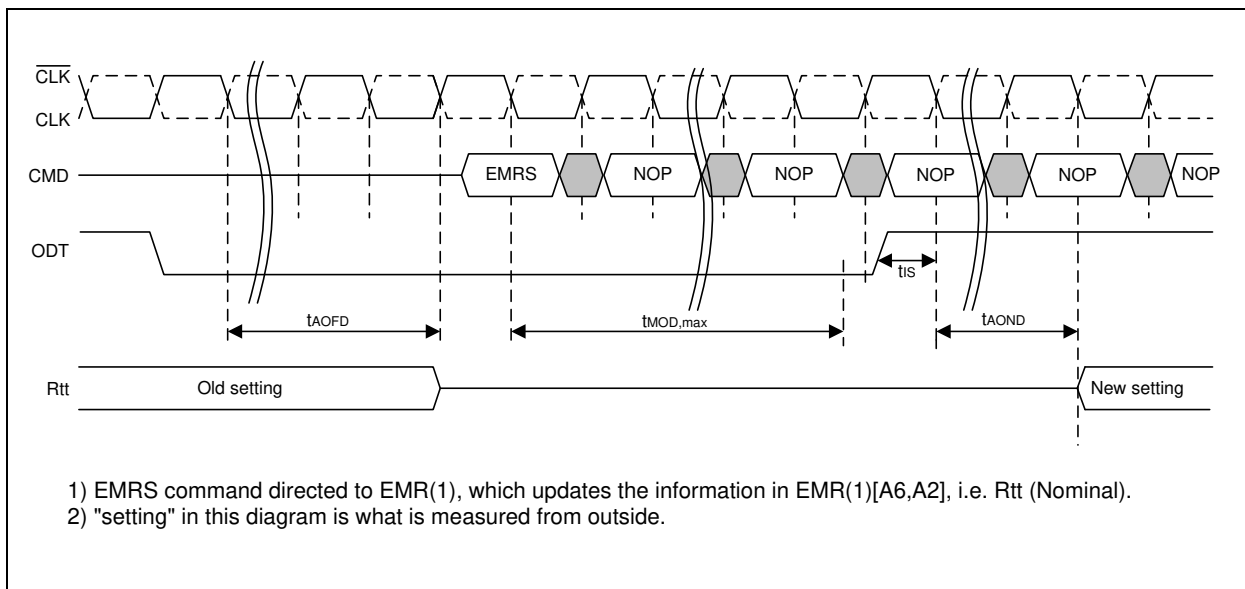 CLK
CLK
CMD EMRS NOP NOP NOP NOP NOP
ODT
tIS
tAOFD tMOD,max tAOND
Rtt Old setting New setting
1) EMRS command directed to EMR(1), which updates the information in EMR(1)[A6,A2], i.e. Rtt (Nominal).
2) "setting" in this diagram is what is measured from outside.